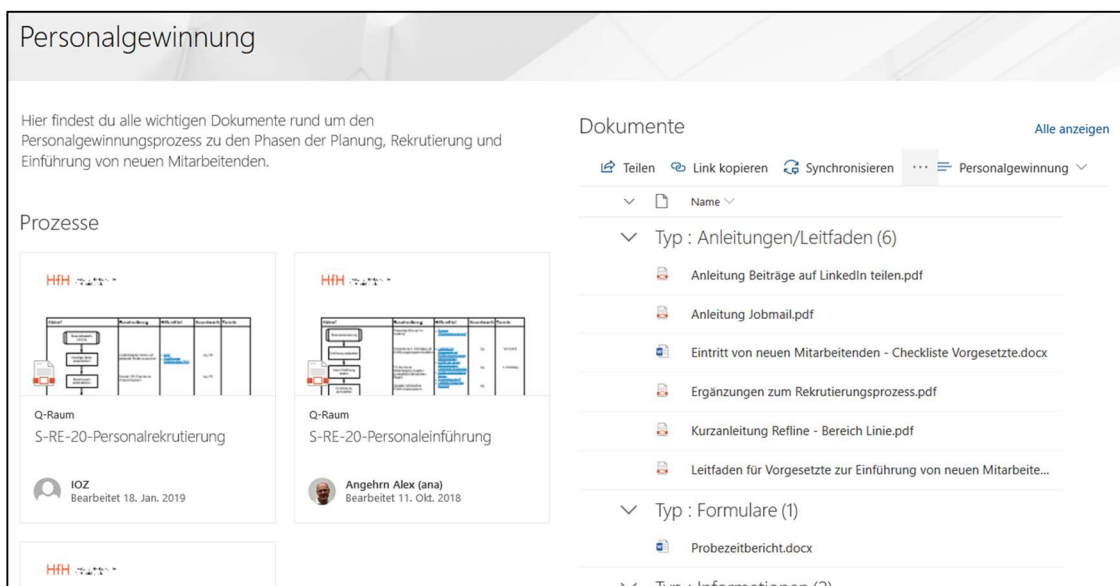 Personalgewinnung
Hier findest du alle wichtigen Dokumente rund um den
Personalgewinnungsprozess zu den Phasen der Planung, Rekrutierung und
Einführung von neuen Mitarbeitenden.
Prozesse
HfH
Q-Raum
S-RE-20-Personalrekrutierung
IOZ
Bearbeitet 18. Jan. 2019
HfH
Q-Raum
S-RE-20-Personaleinführung
Angehrn Alex (ana)
Bearbeitet 11. Okt. 2018
HfH
Dokumente
Alle anzeigen
Teilen Link kopieren Synchronisieren ... Personalgewinnung
Name
Typ : Anleitungen/Leitfaden (6)
Anleitung Beiträge auf LinkedIn teilen.pdf
Anleitung Jobmail.pdf
Eintritt von neuen Mitarbeitenden - Checkliste Vorgesetzte.docx
Ergänzungen zum Rekrutierungsprozess.pdf
Kurzanleitung Refline - Bereich Linie.pdf
Leitfaden für Vorgesetzte zur Einführung von neuen Mitarbeite...
Typ : Formulare (1)
Probezeitbericht.docx
Typ : Informationen (2)